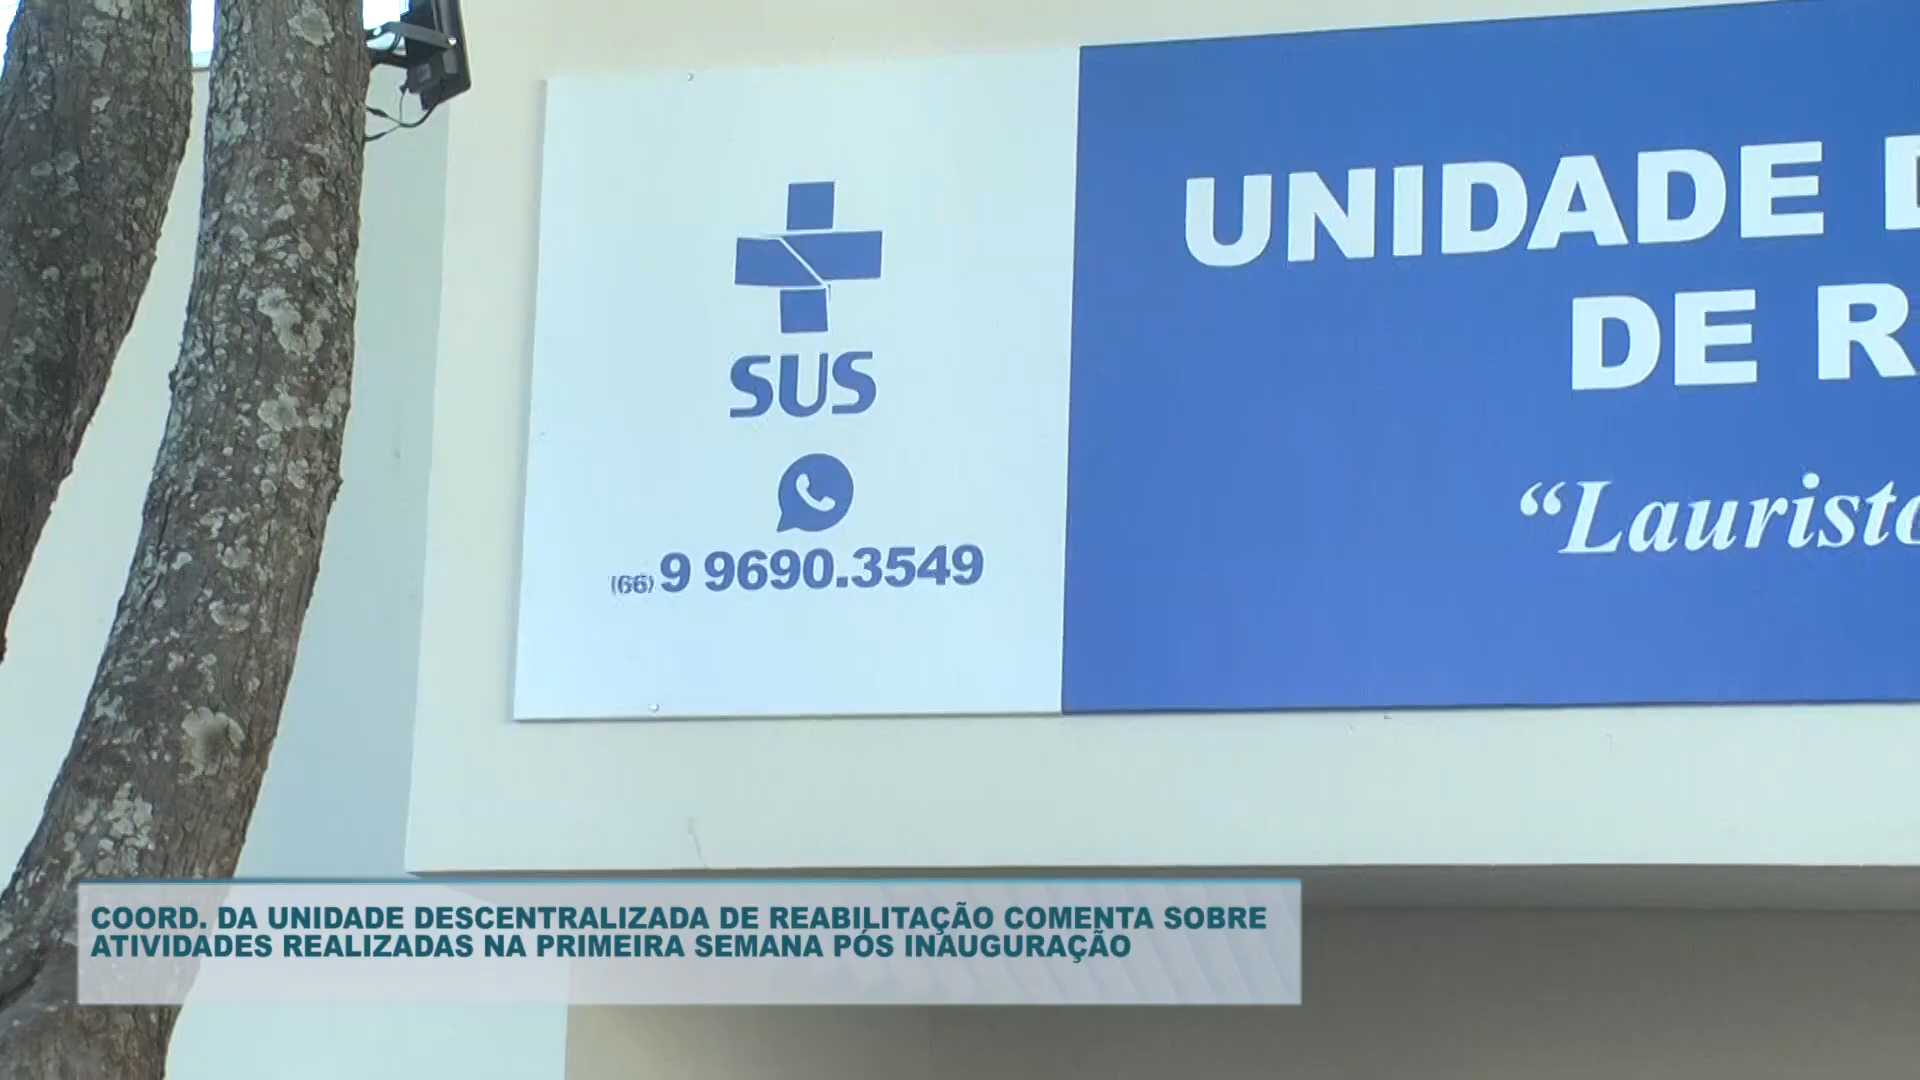 SUS
(66) 9 9690.3549
UNIDADE
DE
COORD. DA UNIDADE DESCENTRALIZADA DE REABILITAÇÃO COMENTA SOBRE
ATIVIDADES REALIZADAS NA PRIMEIRA SEMANA PÓS INAUGURAÇÃO